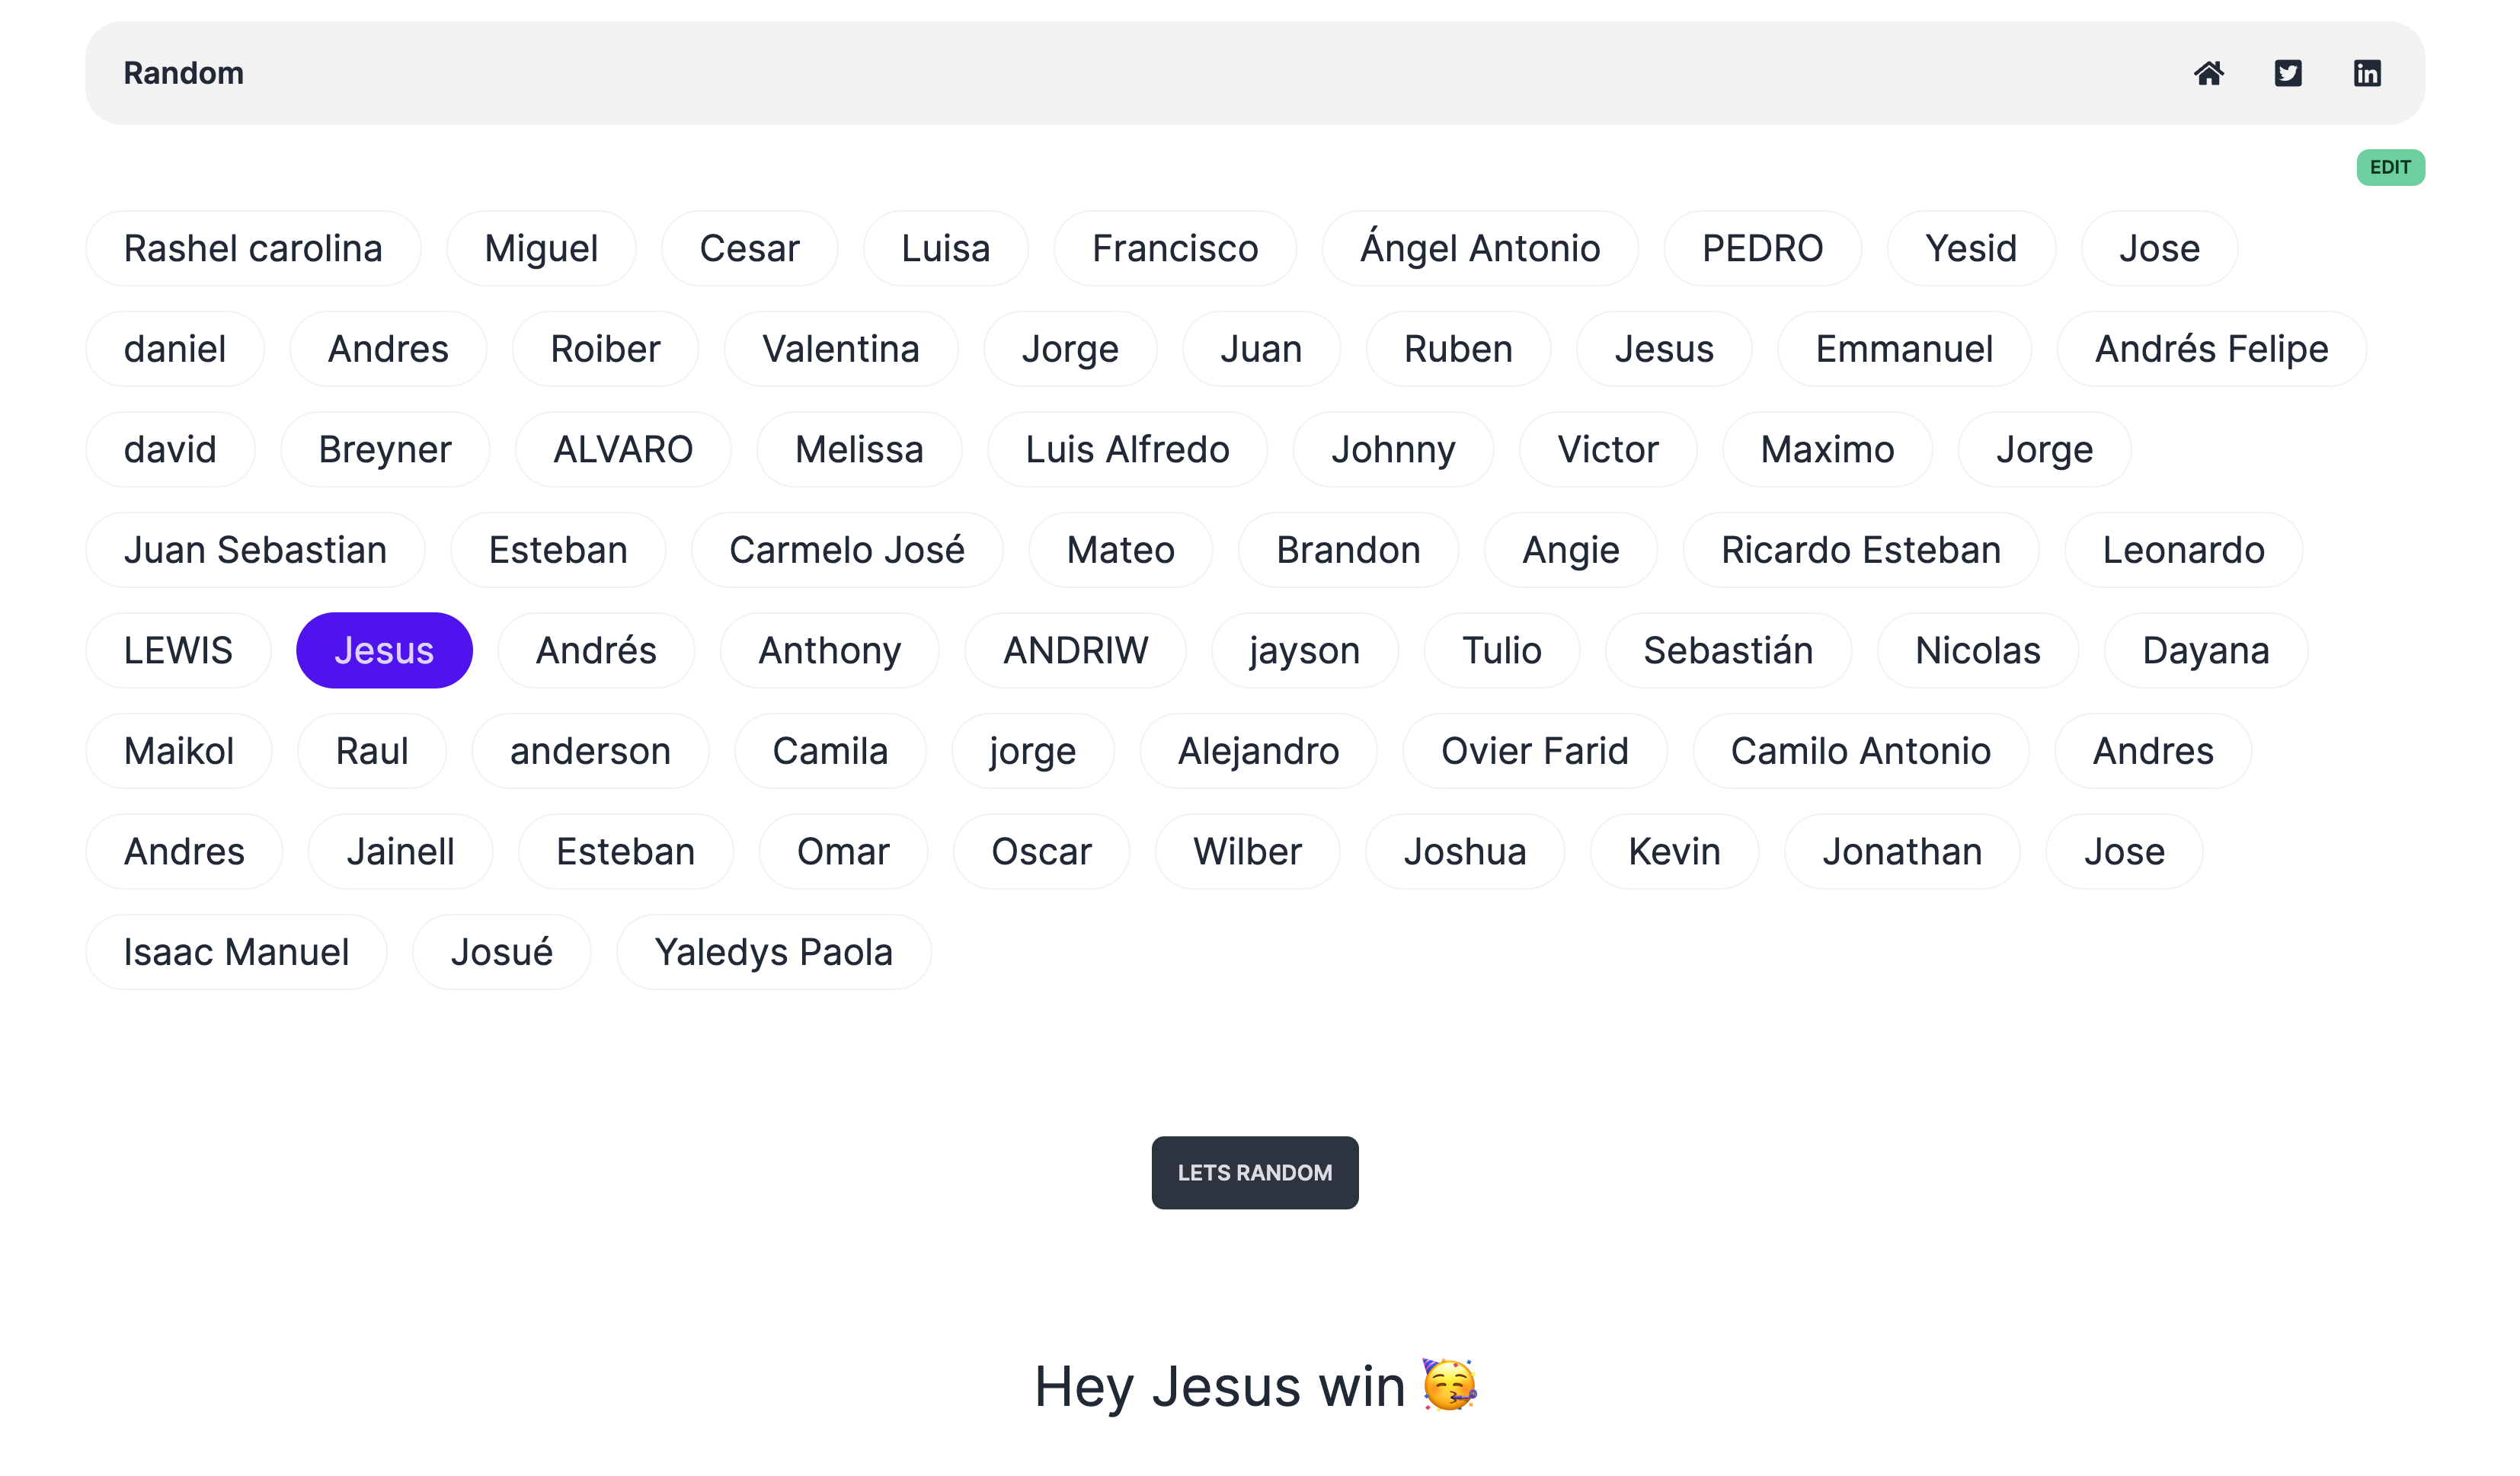 Random
EDIT
Rashel carolina Miguel Cesar Luisa Francisco Ángel Antonio PEDRO Yesid Jose
daniel Andres Roiber Valentina Jorge Juan Ruben Jesus Emmanuel Andrés Felipe
david Breyner ALVARO Melissa Luis Alfredo Johnny Victor Maximo Jorge
Juan Sebastian Esteban Carmelo José Mateo Brandon Angie Ricardo Esteban Leonardo
LEWIS Jesus Andrés Anthony ANDRIW jayson Tulio Sebastián Nicolas Dayana
Maikol Raul anderson Camila jorge Alejandro Ovier Farid Camilo Antonio Andres
Andres Jainell Esteban Omar Oscar Wilber Joshua Kevin Jonathan Jose
Isaac Manuel Josué Yaledys Paola
LETS RANDOM
Hey Jesus win 🥳